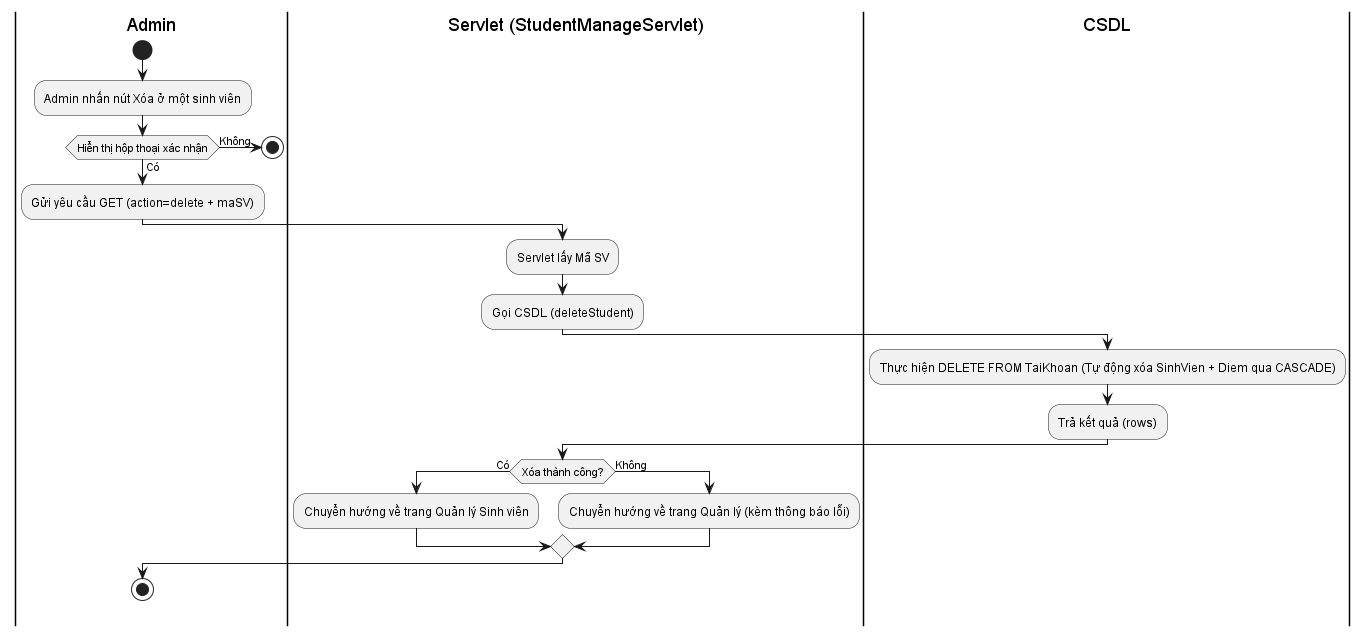 Admin
Servlet (StudentManageServlet)
CSDL
Admin nhấn nút Xóa ở một sinh viên
Hiển thị hộp thoại xác nhận
Không
Có
Gửi yêu cầu GET (action=delete + maSV)
Servlet lấy Mã SV
Gọi CSDL (deleteStudent)
Thực hiện DELETE FROM TaiKhoan (Tự động xóa SinhVien + Diem qua CASCADE)
Trả kết quả (rows)
Có
Xóa thành công?
Không
Chuyển hướng về trang Quản lý Sinh viên
Chuyển hướng về trang Quản lý (kèm thông báo lỗi)